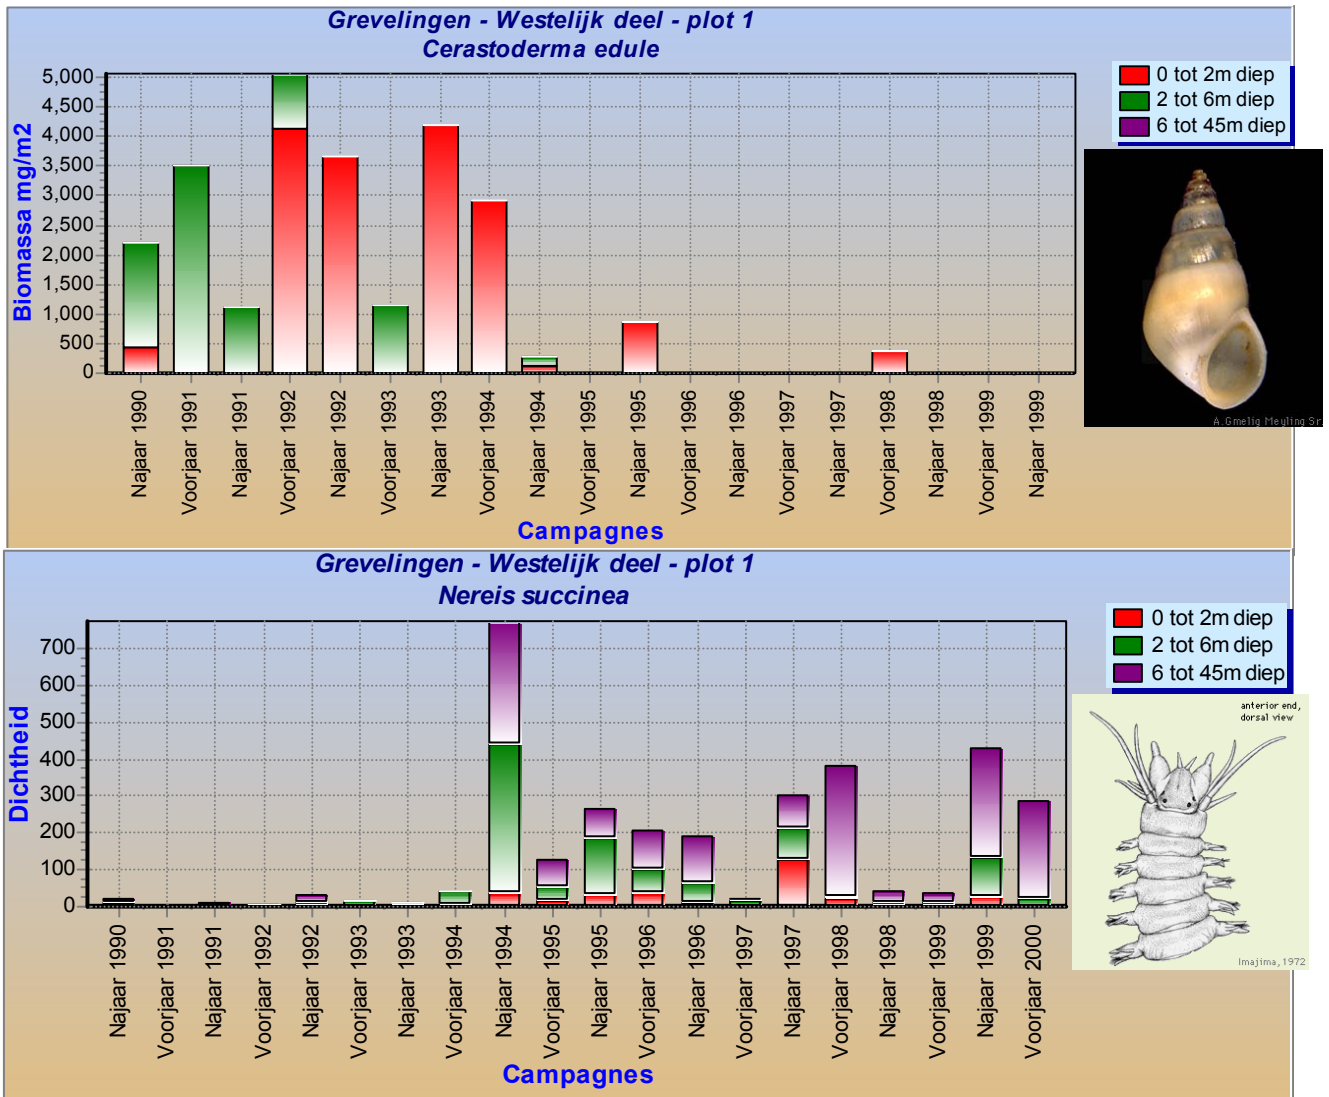 Grevelingen - Westelijk deel - plot 1
Cerastoderma edule
Biomassa mg/m2
5,000
4,500
4,000
3,500
3,000
2,500
2,000
1,500
1,000
500
0
Najaar 1990
Voorjaar 1991
Najaar 1991
Voorjaar 1992
Najaar 1992
Voorjaar 1993
Najaar 1993
Voorjaar 1994
Najaar 1994
Voorjaar 1995
Najaar 1995
Voorjaar 1996
Najaar 1996
Voorjaar 1997
Najaar 1997
Voorjaar 1998
Najaar 1998
Voorjaar 1999
Najaar 1999
Campagnes
0 tot 2m diep
2 tot 6m diep
6 tot 45m diep
A.Gmelig Meyling Sr.
Grevelingen - Westelijk deel - plot 1
Nereis succinea
Dichtheid
700
600
500
400
300
200
100
0
Najaar 1990
Voorjaar 1991
Najaar 1991
Voorjaar 1992
Najaar 1992
Voorjaar 1993
Najaar 1993
Voorjaar 1994
Najaar 1994
Voorjaar 1995
Najaar 1995
Voorjaar 1996
Najaar 1996
Voorjaar 1997
Najaar 1997
Voorjaar 1998
Najaar 1998
Voorjaar 1999
Najaar 1999
Voorjaar 2000
Campagnes
0 tot 2m diep
2 tot 6m diep
6 tot 45m diep
anterior end,
dorsal view
Imajima, 1972